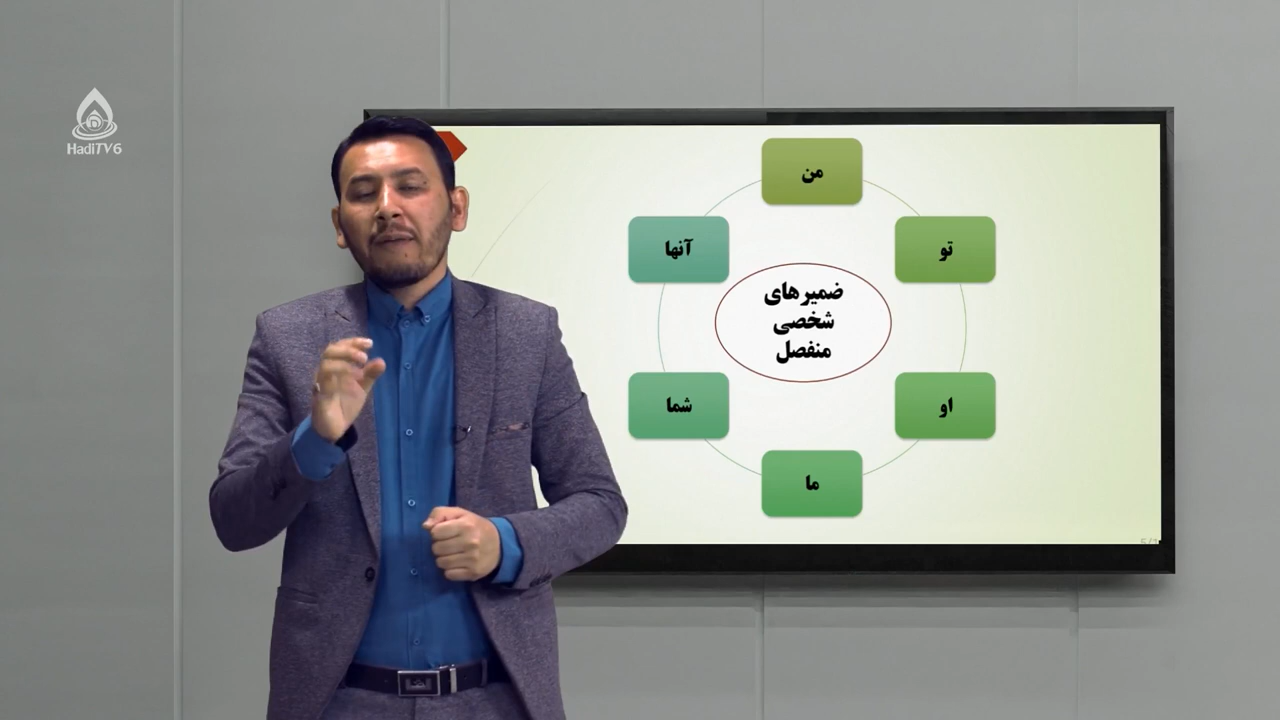 HadiTV6
من
تو
آنها
ضمیرهای
شخصی
منفصل
شما
او
ما